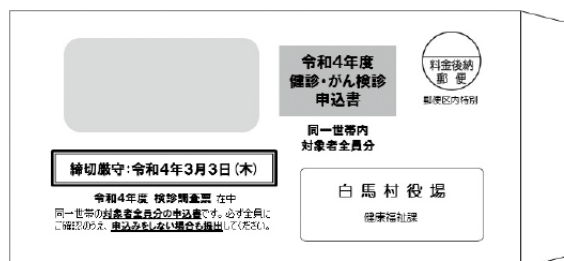 令和4年度
健診・がん検診
申込書
料金後納
郵便
郵便区内特別
同一世帯内
対象者全員分
締切厳守:令和4年3月3日(木)
令和4年度 検診調査票 在中
同一世帯の対象者全員分の申込書です。必ず全員に
ご確認のうえ、申込みをしない場合も提出してください。
白馬村役場
健康福祉課